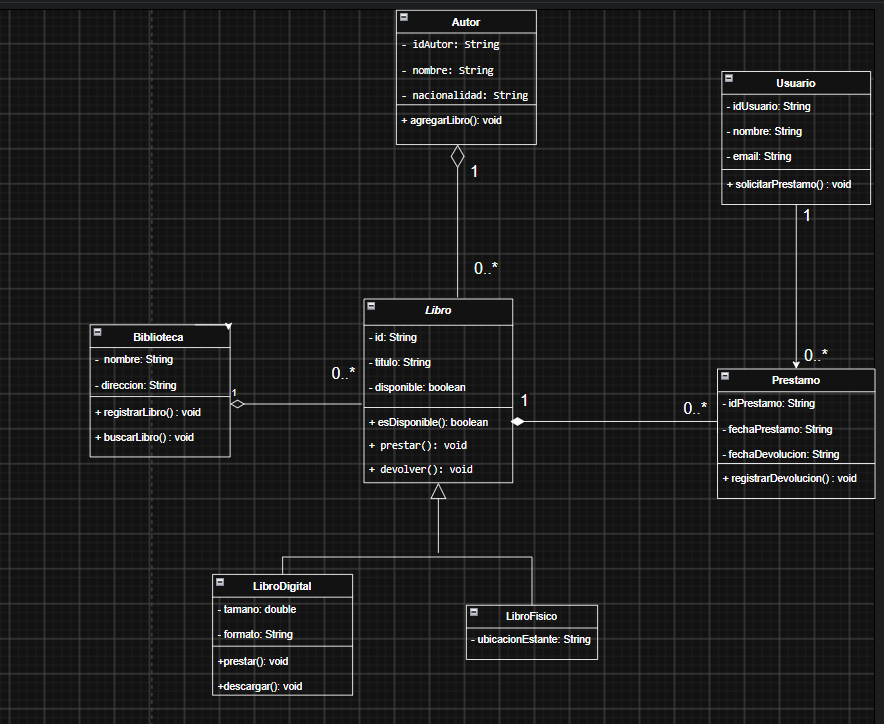 Autor
- idAutor: String
- nombre: String
- nacionalidad: String
+ agregarLibro(): void
1
0..*
Usuario
- idUsuario: String
- nombre: String
- email: String
+ solicitarPrestamo() : void
1
0..*
Biblioteca
- nombre: String
- direccion: String
+ registrarLibro() : void
+ buscarLibro() : void
1
0..*
Libro
- id: String
- titulo: String
- disponible: boolean
+ esDisponible(): boolean
+ prestar(): void
+ devolver(): void
1
0..*
Prestamo
- idPrestamo: String
- fechaPrestamo: String
- fechaDevolucion: String
+ registrarDevolucion() : void
LibroDigital
- tamano: double
- formato: String
+prestar(): void
+descargar(): void
LibroFisico
- ubicacionEstante: String